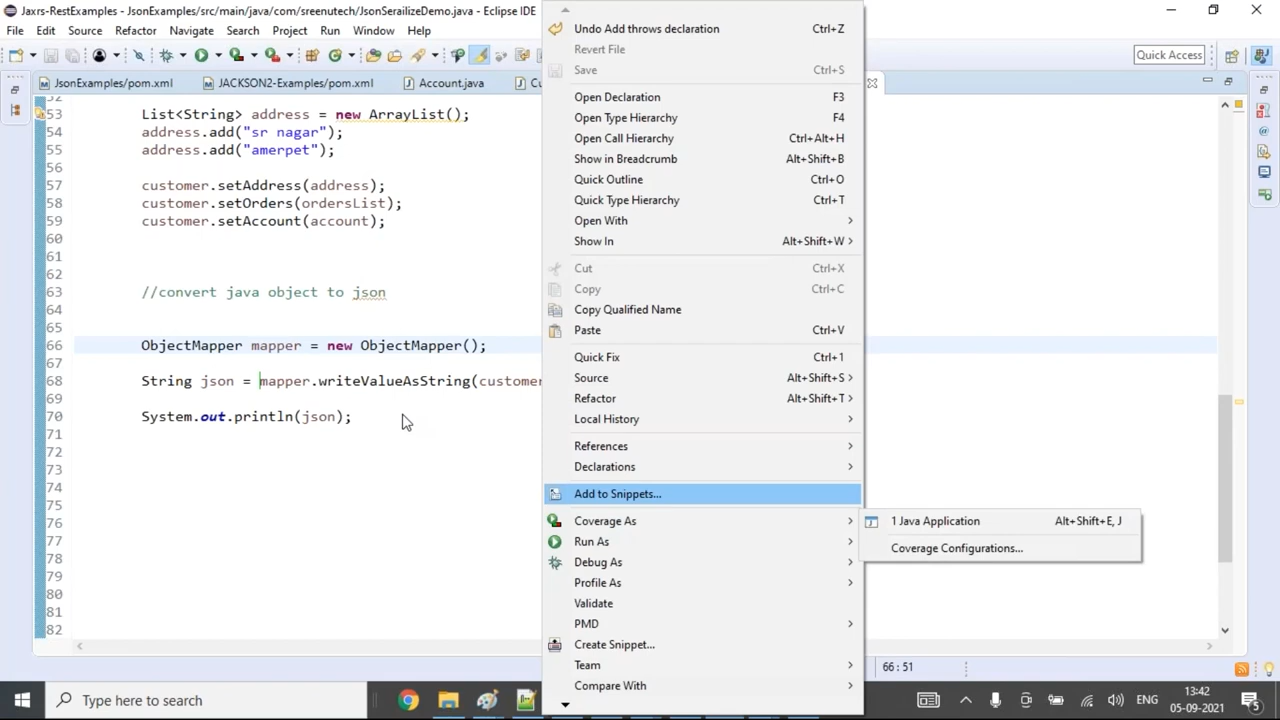 Jaxrs-RestExamples/src/main/java/com/sreenutech/JsonSerailizeDemo.java - Eclipse IDE
File Edit Source Refactor Navigate Search Project Run Window Help
Quick Access
JsonExamples/pom.xml JACKSON2-Examples/pom.xml Account.java
53 List<String> address = new ArrayList();
54 address.add("sr nagar");
55 address.add("amerpet");
56
57 customer.setAddress(address);
58 customer.setOrders(ordersList);
59 customer.setAccount(account);
60
61
62
63 //convert java object to json
64
65
66 ObjectMapper mapper = new ObjectMapper();
67
68 String json = mapper.writeValueAsString(customer
69
70 System.out.println(json);
71
72
73
74
75
76
77
78
79
80
81
82
Undo Add throws declaration Ctrl+Z
Revert File
Save Ctrl+S
Open Declaration F3
Open Type Hierarchy F4
Open Call Hierarchy Ctrl+Alt+H
Show in Breadcrumb Alt+Shift+B
Quick Outline Ctrl+O
Quick Type Hierarchy Ctrl+T
Open With
Show In Alt+Shift+W
Cut Ctrl+X
Copy Ctrl+C
Copy Qualified Name
Paste Ctrl+V
Quick Fix Ctrl+1
Source Alt+Shift+S
Refactor Alt+Shift+T
Local History
References
Declarations
Add to Snippets...
Coverage As
Run As
Debug As
Profile As
Validate
PMD
Create Snippet...
Team
Compare With
1 Java Application Alt+Shift+E, J
Coverage Configurations...
66 : 51
Type here to search
ENG
13:42
05-09-2021
5